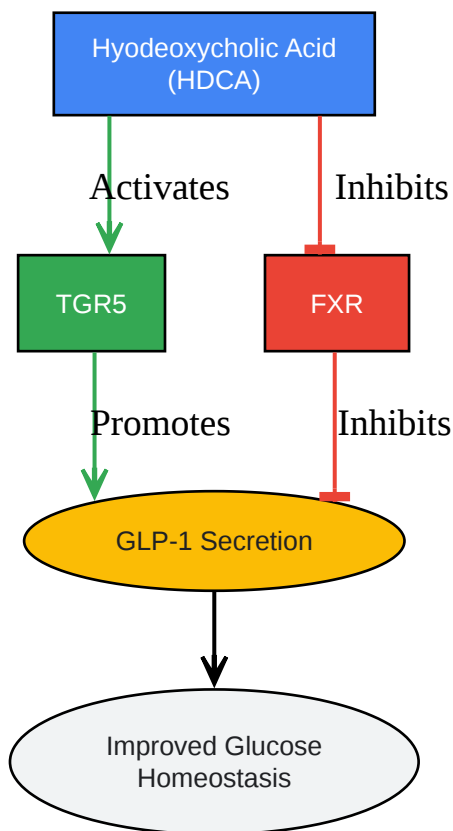 Hyodeoxycholic Acid
(HDCA)
Activates
Inhibits
TGR5
FXR
Promotes
Inhibits
GLP-1 Secretion
Improved Glucose
Homeostasis